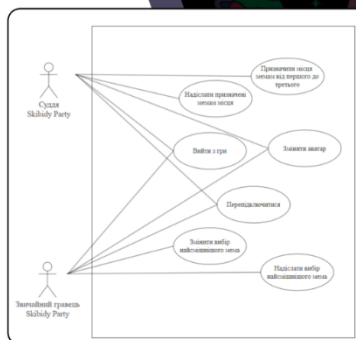 Призначити місця
мемам від першого до
третього
Надіслати призначені
мемам місця
Суддя
Skibidy Party
Вийти з гри
Змінити аватар
Перепідключитися
Змінити вибір
найсмішнішого мема
Надіслати вибір
найсмішнішого мема
Звичайний гравець
Skibidy Party